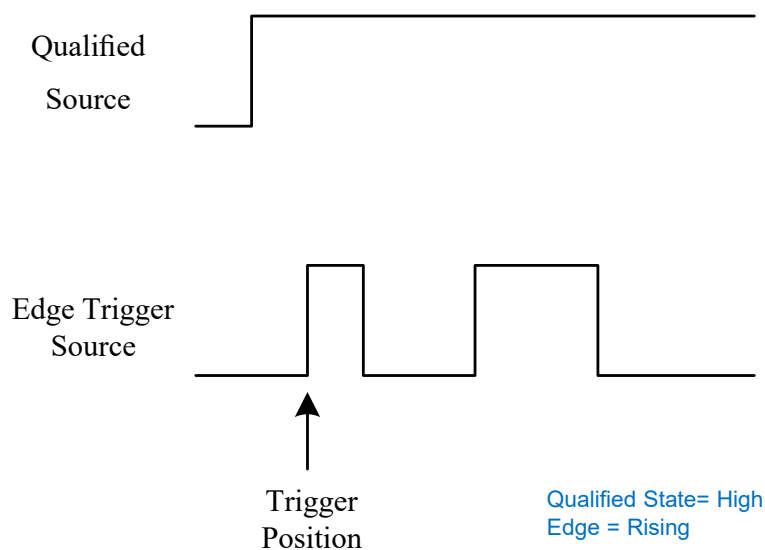 Qualified
Source
Edge Trigger
Source
Trigger
Position
Qualified State= High
Edge = Rising